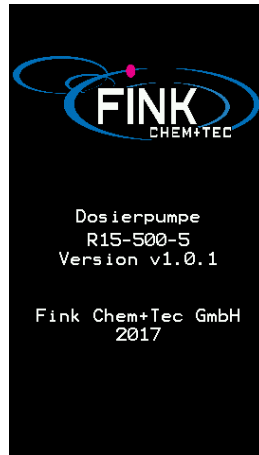 FINK
CHEM+TEC
Dosierpumpe
R15-500-5
Version v1.0.1
Fink Chem+Tec GmbH
2017